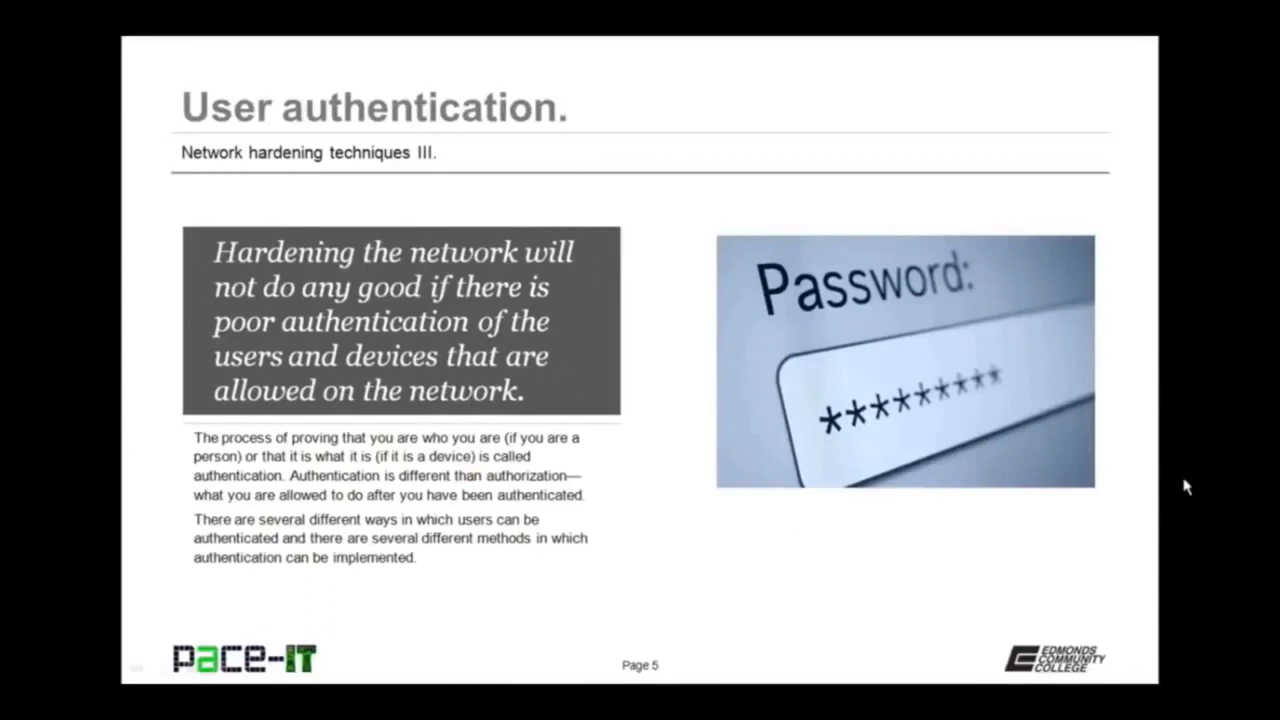 User authentication.
Network hardening techniques III.
Hardening the network will
not do any good if there is
poor authentication of the
users and devices that are
allowed on the network.
The process of proving that you are who you are (if you are a
person) or that it is what it is (if it is a device) is called
authentication. Authentication is different than authorization—
what you are allowed to do after you have been authenticated.
There are several different ways in which users can be
authenticated and there are several different methods in which
authentication can be implemented.
Password:
*********
pace-IT
Page 5
EDMONDS
COMMUNITY
COLLEGE